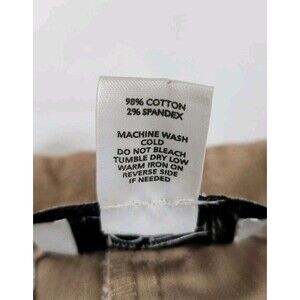 98% COTTON
2% SPANDEX
MACHINE WASH
COLD
DO NOT BLEACH
TUMBLE DRY LOW
WARM IRON ON
REVERSE SIDE
IF NEEDED